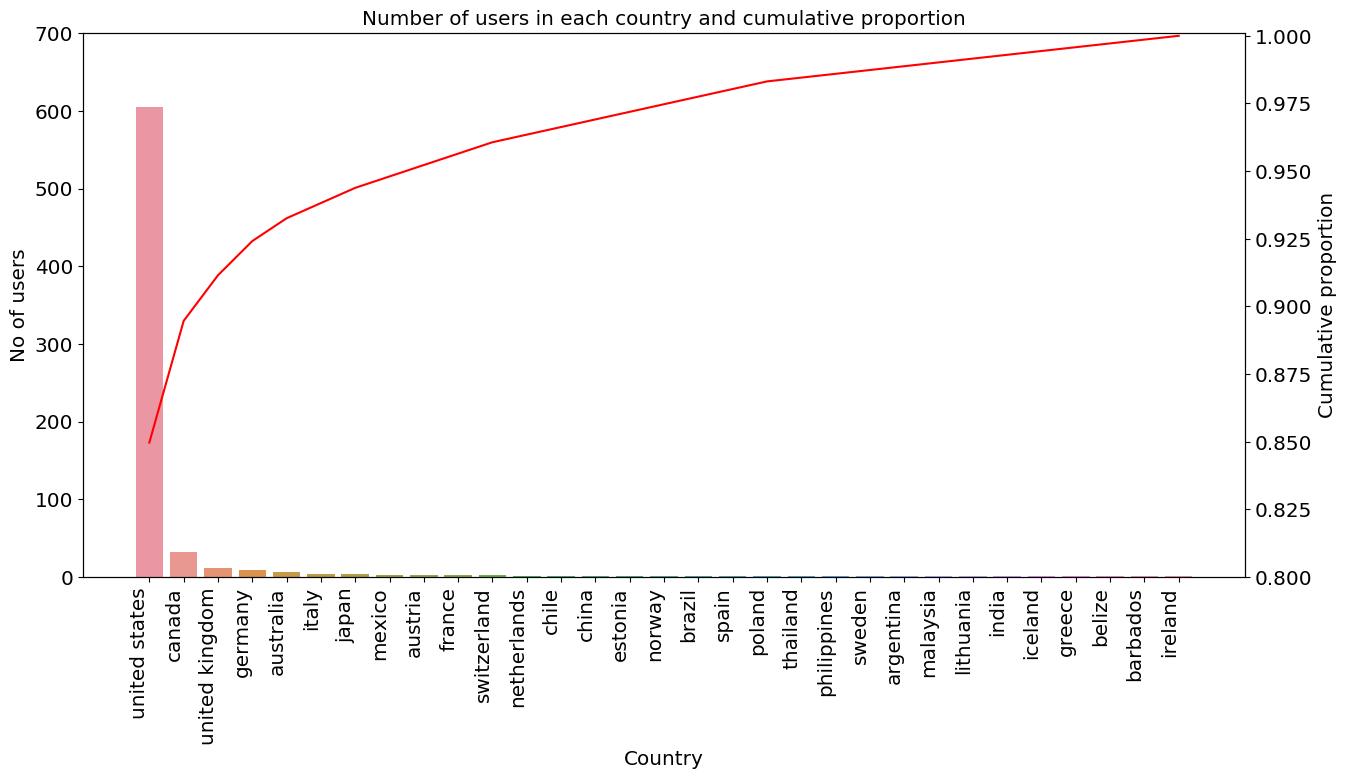 Number of users in each country and cumulative proportion
700
600
500
400
300
200
100
0
No of users
1.000
0.975
0.950
0.925
0.900
0.875
0.850
0.825
0.800
Cumulative proportion
united states
canada
united kingdom
germany
australia
italy
japan
mexico
austria
france
switzerland
netherlands
chile
china
estonia
norway
brazil
spain
poland
thailand
philippines
sweden
argentina
malaysia
lithuania
india
iceland
greece
belize
barbados
ireland
Country